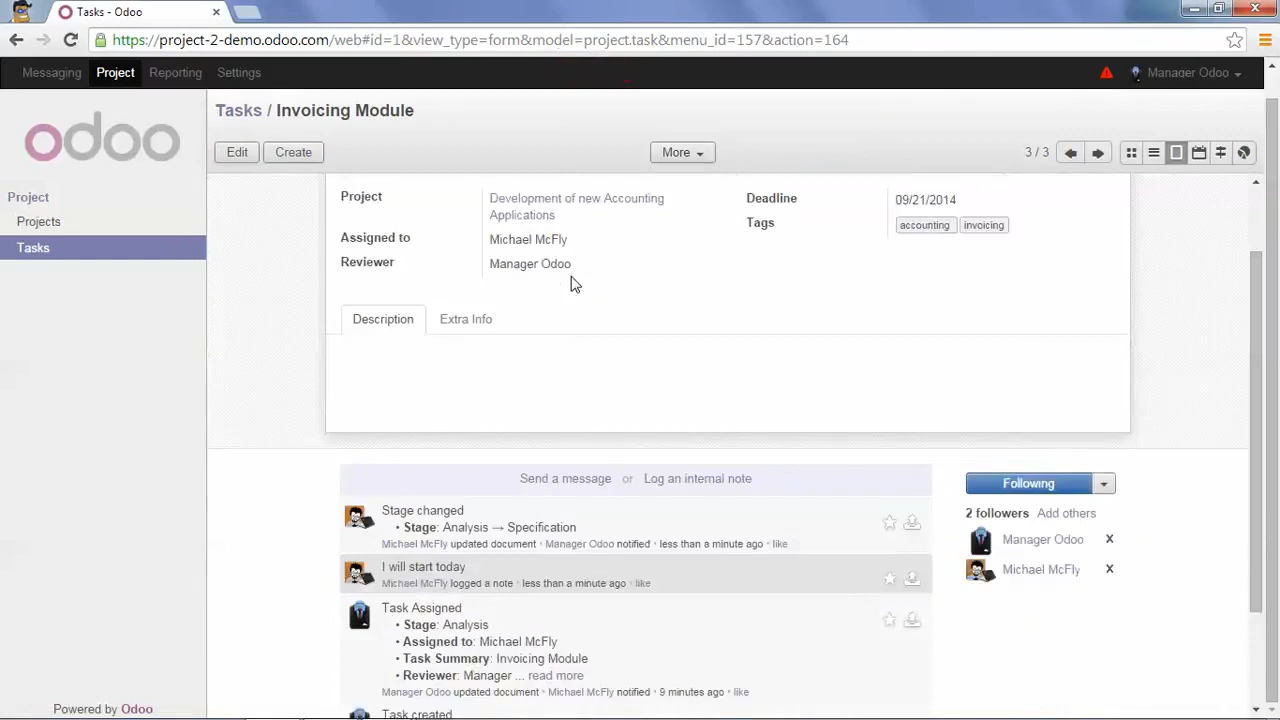 Tasks - Odoo
https://project-2-demo.odoo.com/web#id=1&view_type=form&model=project.task&menu_id=157&action=164
Messaging Project Reporting Settings
Manager Odoo
odoo
Tasks / Invoicing Module
Edit Create More 3 / 3
Project
Projects
Tasks
Project Development of new Accounting
Applications
Assigned to Michael McFly
Reviewer Manager Odoo
Deadline 09/21/2014
Tags accounting invoicing
Description Extra Info
Send a message or Log an internal note
Stage changed
• Stage: Analysis → Specification
Michael McFly updated document • Manager Odoo notified • less than a minute ago • like
I will start today
Michael McFly logged a note • less than a minute ago • like
Task Assigned
• Stage: Analysis
• Assigned to: Michael McFly
• Task Summary: Invoicing Module
• Reviewer: Manager ... read more
Manager Odoo updated document • Michael McFly notified • 9 minutes ago • like
Task created
Following
2 followers Add others
Manager Odoo X
Michael McFly X
Powered by Odoo